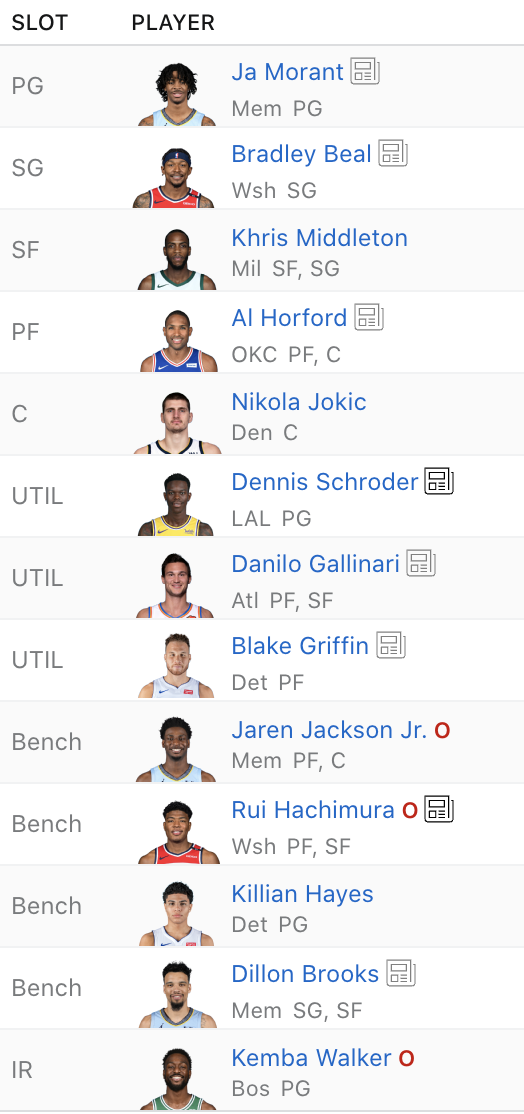 SLOT PLAYER
PG Ja Morant
Mem PG
SG Bradley Beal
Wsh SG
SF Khris Middleton
Mil SF, SG
PF Al Horford
OKC PF, C
C Nikola Jokic
Den C
UTIL Dennis Schroder
LAL PG
UTIL Danilo Gallinari
Atl PF, SF
UTIL Blake Griffin
Det PF
Bench Jaren Jackson Jr. O
Mem PF, C
Bench Rui Hachimura O
Wsh PF, SF
Bench Killian Hayes
Det PG
Bench Dillon Brooks
Mem SG, SF
IR Kemba Walker O
Bos PG